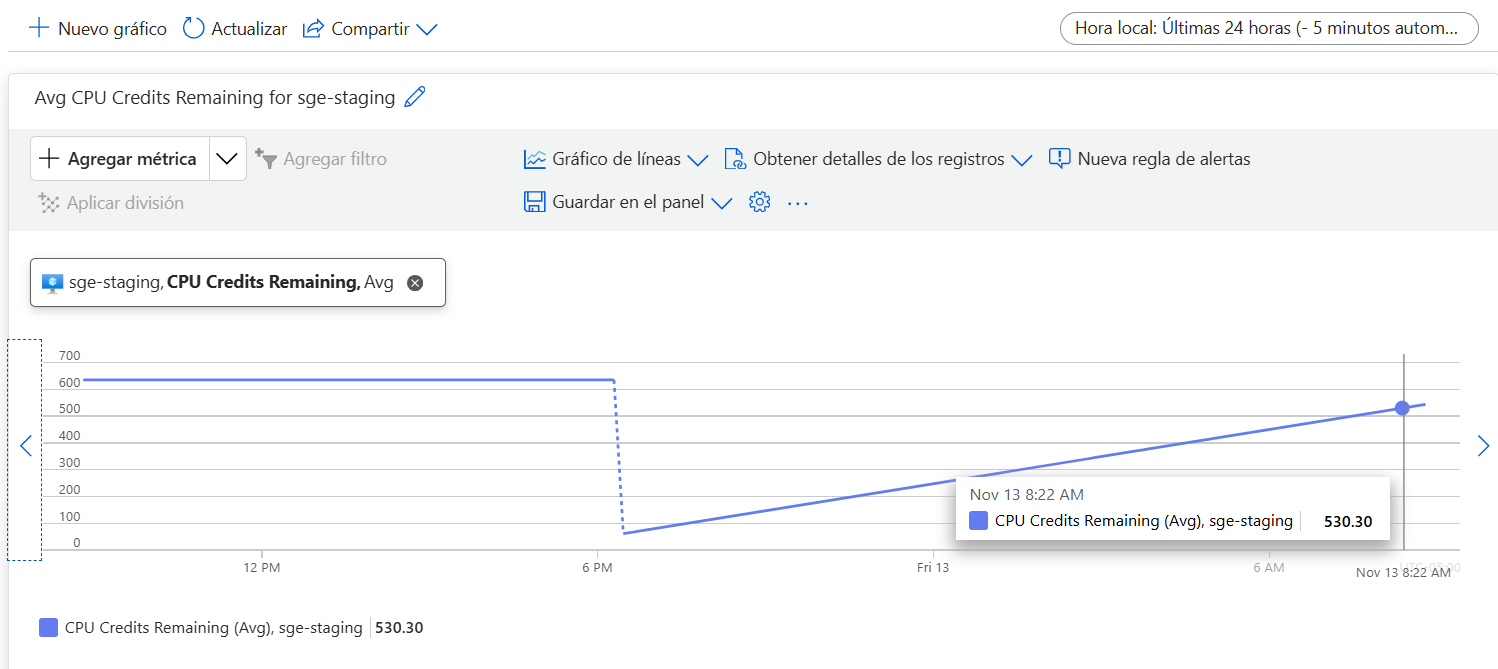 Nuevo gráfico Actualizar Compartir Hora local: Últimas 24 horas (- 5 minutos autom...
Avg CPU Credits Remaining for sge-staging
Agregar métrica Agregar filtro Gráfico de líneas Obtener detalles de los registros Nueva regla de alertas
Aplicar división Guardar en el panel ...
sge-staging, CPU Credits Remaining, Avg
700
600
500
400
300
200
100
0
Nov 13 8:22 AM
CPU Credits Remaining (Avg), sge-staging 530.30
12 PM 6 PM Fri 13 6 AM Nov 13 8:22 AM
CPU Credits Remaining (Avg), sge-staging 530.30